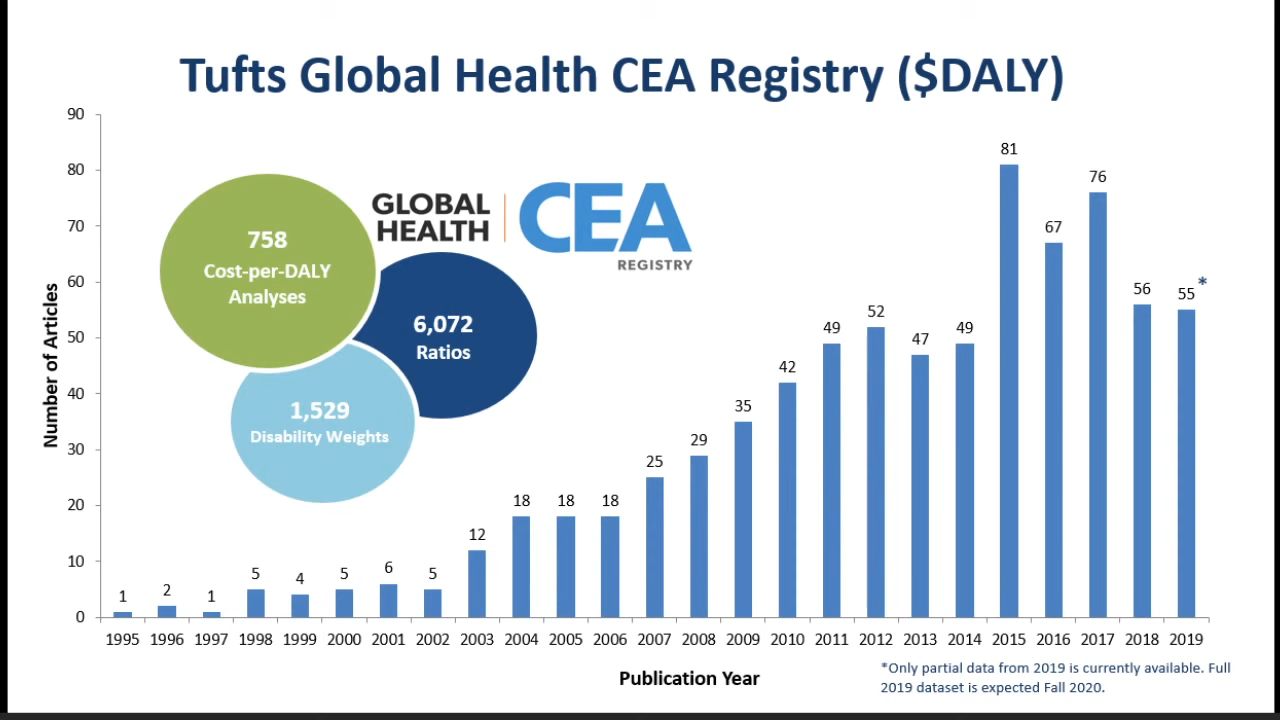 Tufts Global Health CEA Registry ($DALY)
90
80
70
60
50
40
30
20
10
0
Number of Articles
758
Cost-per-DALY
Analyses
GLOBAL
HEALTH
CEA
REGISTRY
6,072
Ratios
1,529
Disability Weights
1 2 1 5 4 5 6 5 12 18 18 18 25 29 35 42 49 52 47 49 81 67 76 56 55 *
1995 1996 1997 1998 1999 2000 2001 2002 2003 2004 2005 2006 2007 2008 2009 2010 2011 2012 2013 2014 2015 2016 2017 2018 2019
Publication Year
*Only partial data from 2019 is currently available. Full
2019 dataset is expected Fall 2020.